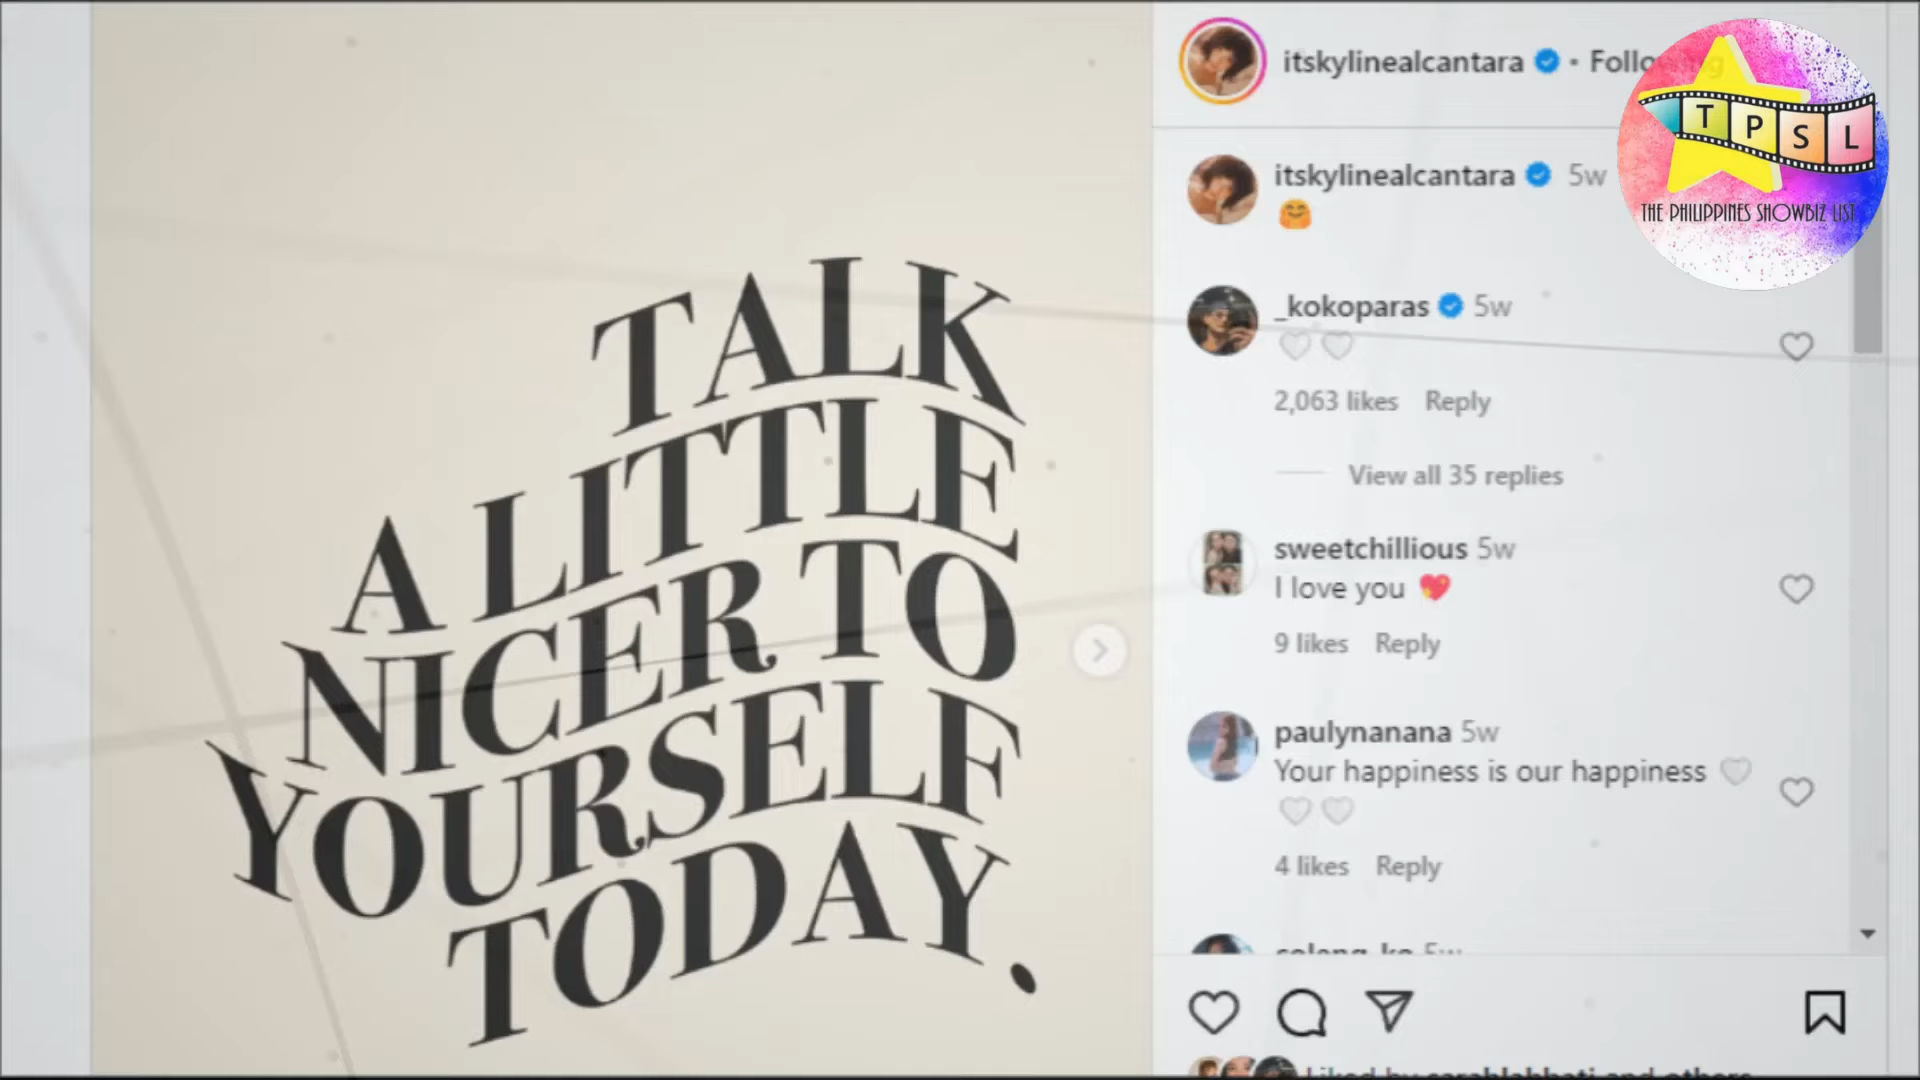 TALK
A LITTLE
NICER TO
YOURSELF
TODAY.
itskylinealcantara • Following
itskylinealcantara 5w
_kokoparas 5w
2,063 likes Reply
View all 35 replies
sweetchillious 5w
I love you
9 likes Reply
paulynanana 5w
Your happiness is our happiness
4 likes Reply
T P S L
THE PHILIPPINES SHOWBIZ LIST